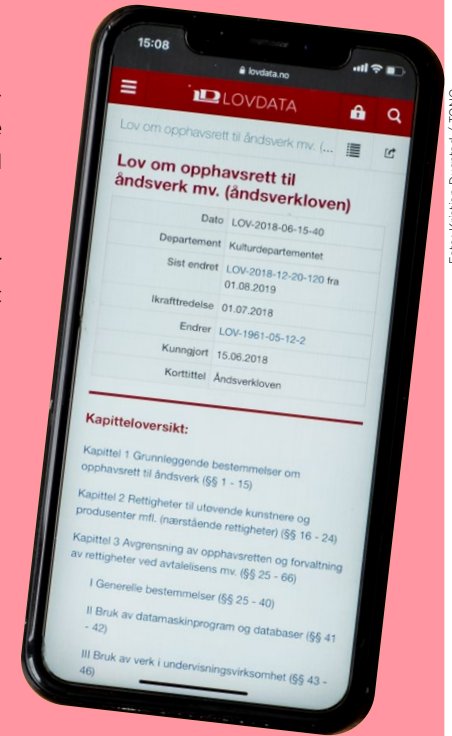 15:08
lovdata.no
LOVDATA
Lov om opphavsrett til åndsverk mv. (...
Lov om opphavsrett til
åndsverk mv. (åndsverkloven)
Dato LOV-2018-06-15-40
Departement Kulturdepartementet
Sist endret LOV-2018-12-20-120 fra
01.08.2019
Ikrafttredelse 01.07.2018
Endrer LOV-1961-05-12-2
Kunngjort 15.06.2018
Korttittel Åndsverkloven
Kapitteloversikt:
Kapittel 1 Grunnleggende bestemmelser om
opphavsrett til åndsverk (§§ 1 - 15)
Kapittel 2 Rettigheter til utøvende kunstnere og
produsenter mfl. (nærstående rettigheter) (§§ 16 - 24)
Kapittel 3 Avgrensning av opphavsretten og forvaltning
av rettigheter ved avtalelisens mv. (§§ 25 - 66)
I Generelle bestemmelser (§§ 25 - 40)
II Bruk av datamaskinprogram og databaser (§§ 41
- 42)
III Bruk av verk i undervisningsvirksomhet (§§ 43 -
46)